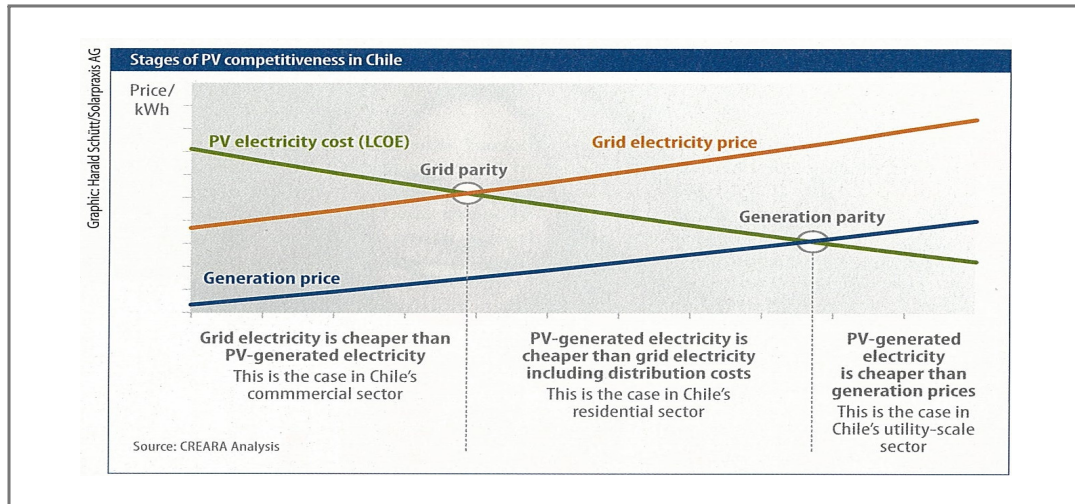 Graphic: Harald Schütt/Solarpraxis AG
Stages of PV competitiveness in Chile
Price/
kWh
PV electricity cost (LCOE)
Grid electricity price
Grid parity
Generation parity
Generation price
Grid electricity is cheaper than
PV-generated electricity
This is the case in Chile's
commmercial sector
PV-generated electricity is
cheaper than grid electricity
including distribution costs
This is the case in Chile's
residential sector
PV-generated
electricity
is cheaper than
generation prices
This is the case in
Chile's utility-scale
sector
Source: CREARA Analysis